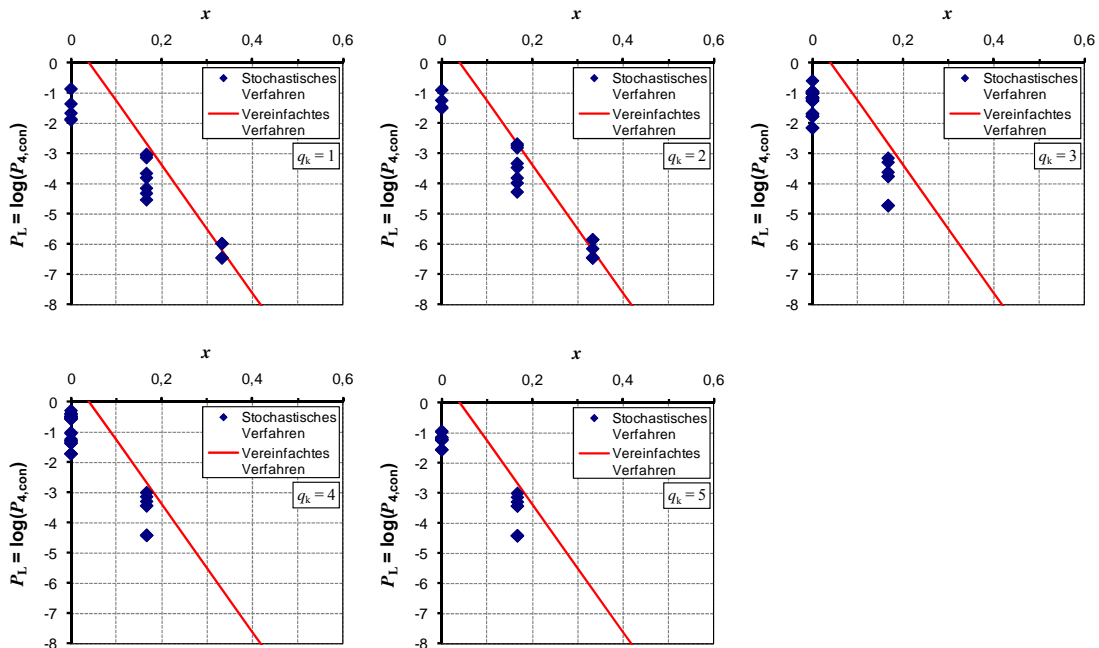 x
0 0,2 0,4 0,6
0
-1
-2
-3
-4
-5
-6
-7
-8
P_L = log(P_4,con)
Stochastisches
Verfahren
Vereinfachtes
Verfahren
q_k = 1
x
0 0,2 0,4 0,6
0
-1
-2
-3
-4
-5
-6
-7
-8
P_L = log(P_4,con)
Stochastisches
Verfahren
Vereinfachtes
Verfahren
q_k = 2
x
0 0,2 0,4 0,6
0
-1
-2
-3
-4
-5
-6
-7
-8
P_L = log(P_4,con)
Stochastisches
Verfahren
Vereinfachtes
Verfahren
q_k = 3
x
0 0,2 0,4 0,6
0
-1
-2
-3
-4
-5
-6
-7
-8
P_L = log(P_4,con)
Stochastisches
Verfahren
Vereinfachtes
Verfahren
q_k = 4
x
0 0,2 0,4 0,6
0
-1
-2
-3
-4
-5
-6
-7
-8
P_L = log(P_4,con)
Stochastisches
Verfahren
Vereinfachtes
Verfahren
q_k = 5